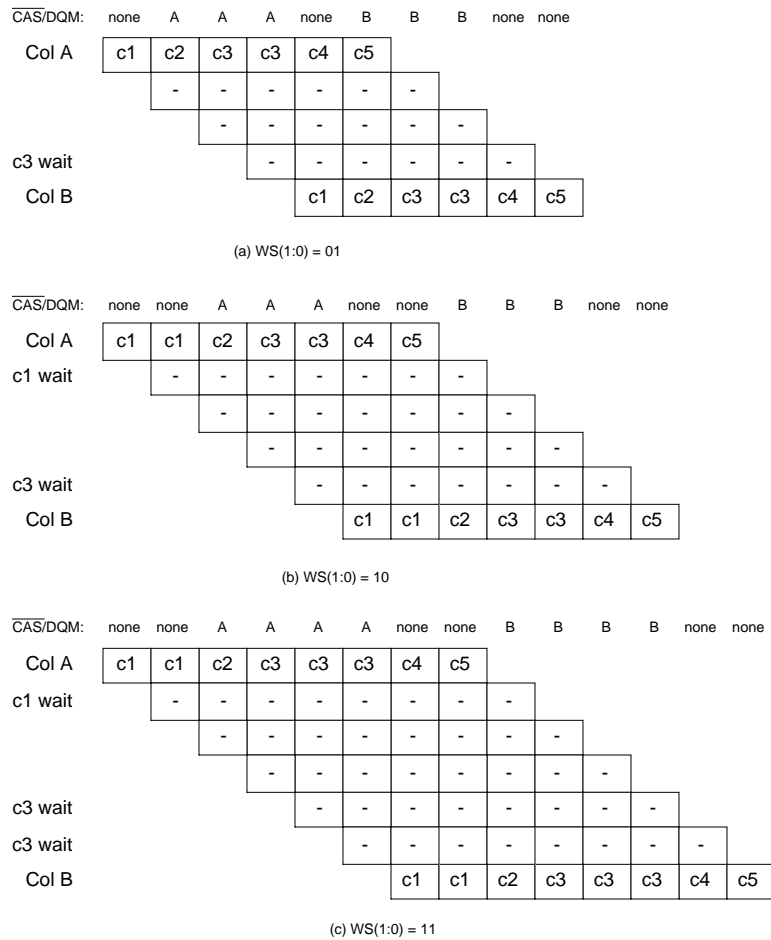 CAS/DQM: none A A A none B B B none none
Col A c1 c2 c3 c3 c4 c5
- - - - - -
- - - - - -
c3 wait - - - - - -
Col B c1 c2 c3 c3 c4 c5
(a) WS(1:0) = 01
CAS/DQM: none none A A A none none B B B none none
Col A c1 c1 c2 c3 c3 c4 c5
c1 wait - - - - - - -
- - - - - - -
- - - - - - -
c3 wait - - - - - - -
Col B c1 c1 c2 c3 c3 c4 c5
(b) WS(1:0) = 10
CAS/DQM: none none A A A A none none B B B B none none
Col A c1 c1 c2 c3 c3 c3 c4 c5
c1 wait - - - - - - - -
- - - - - - - -
- - - - - - - -
c3 wait - - - - - - - -
c3 wait - - - - - - - -
Col B c1 c1 c2 c3 c3 c3 c4 c5
(c) WS(1:0) = 11